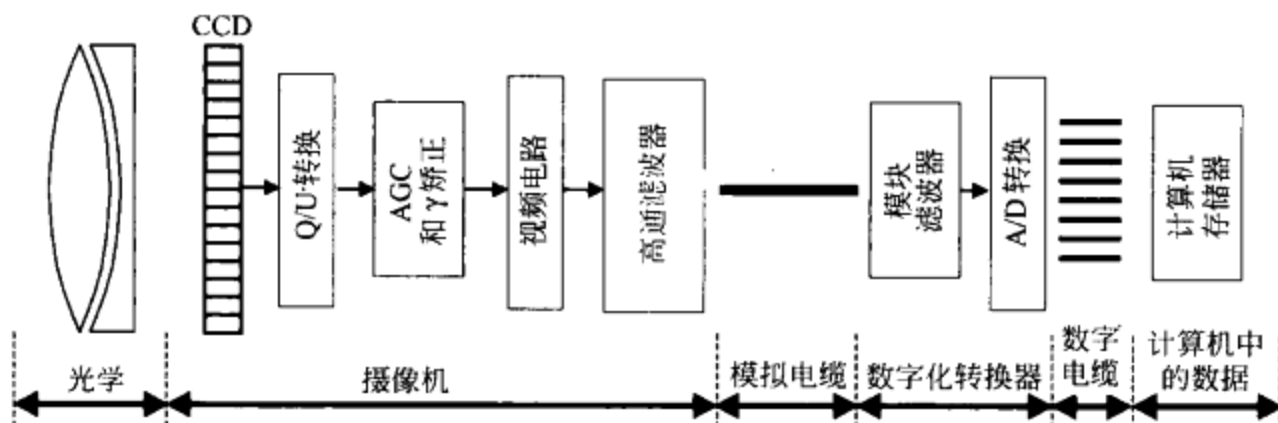 CCD
Q/U转换
AGC
和γ矫正
视频电路
高通滤波器
模块
滤波器
A/D转换
计算机
存储器
光学
摄像机
模拟电缆
数字化转换器
数字
电缆
计算机中
的数据